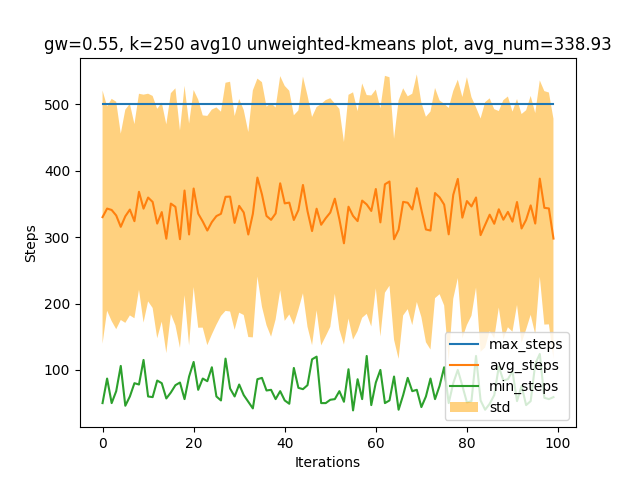 gw=0.55, k=250 avg10 unweighted-kmeans plot, avg_num=338.93
500
400
300
200
100
Steps
0
20
40
60
80
100
Iterations
max_steps
avg_steps
min_steps
std